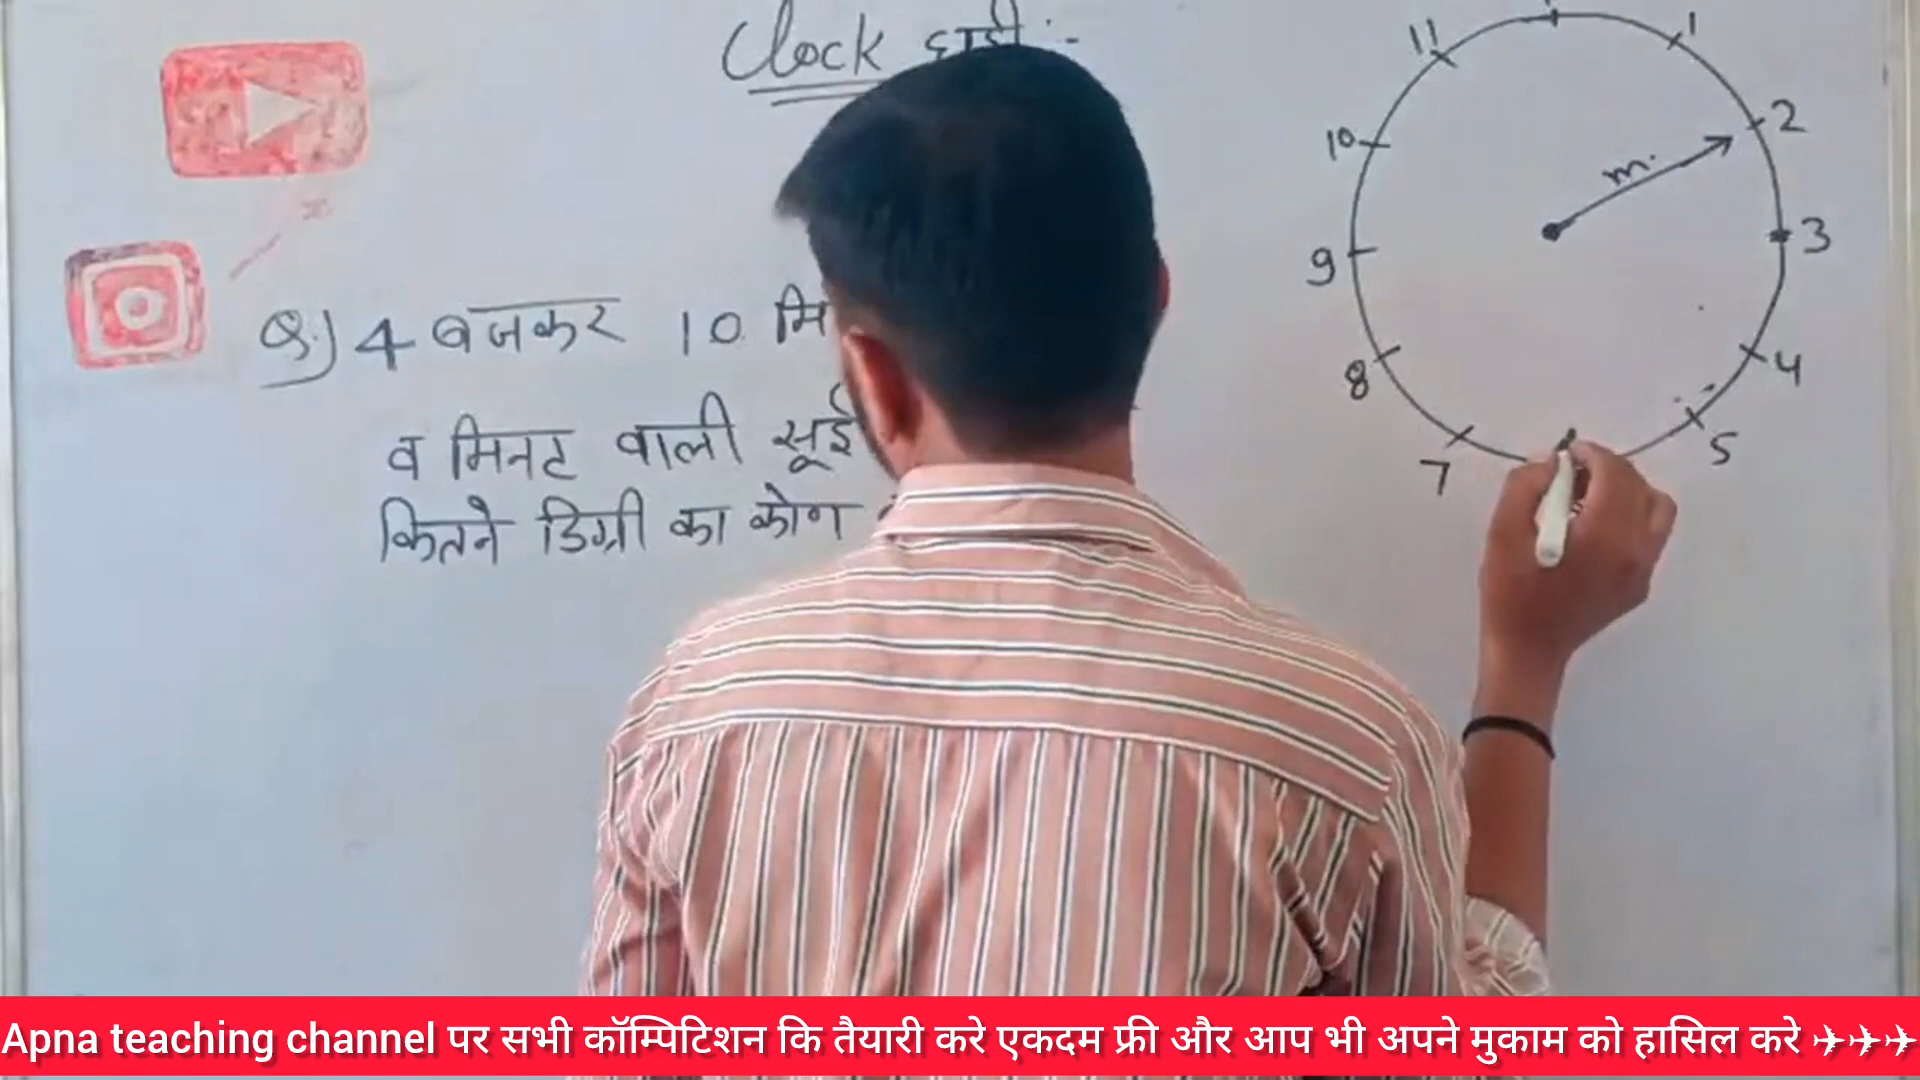 Clock घड़ी :-
Q.) 4 बजकर 10 मि
व मिनट वाली सूई
कितने डिग्री का कोण
11
1
10
2
m.
9
3
8
4
7
5
Apna teaching channel पर सभी कॉम्पिटिशन कि तैयारी करे एकदम फ्री और आप भी अपने मुकाम को हासिल करे ✈✈✈